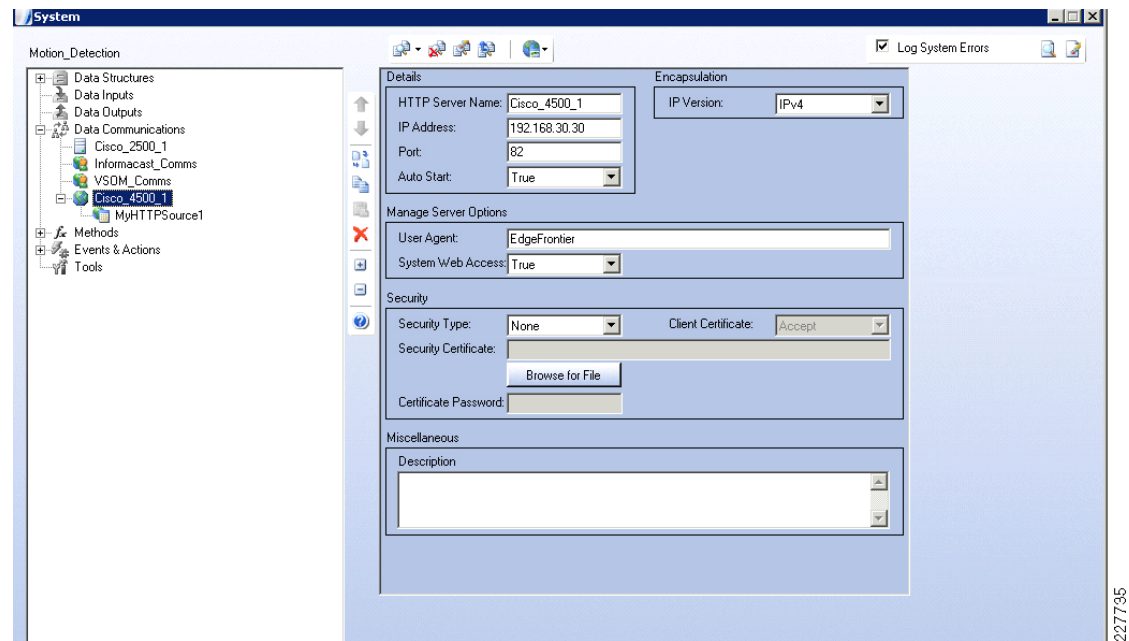 System
Motion_Detection
Log System Errors
Data Structures
Data Inputs
Data Outputs
Data Communications
Cisco_2500_1
Informacast_Comms
VSOM_Comms
Cisco_4500_1
MyHTTPSource1
Methods
Events & Actions
Tools
Details
HTTP Server Name: Cisco_4500_1
IP Address: 192.168.30.30
Port: 82
Auto Start: True
Encapsulation
IP Version: IPv4
Manage Server Options
User Agent: EdgeFrontier
System Web Access: True
Security
Security Type: None
Client Certificate: Accept
Security Certificate:
Browse for File
Certificate Password:
Miscellaneous
Description
227795